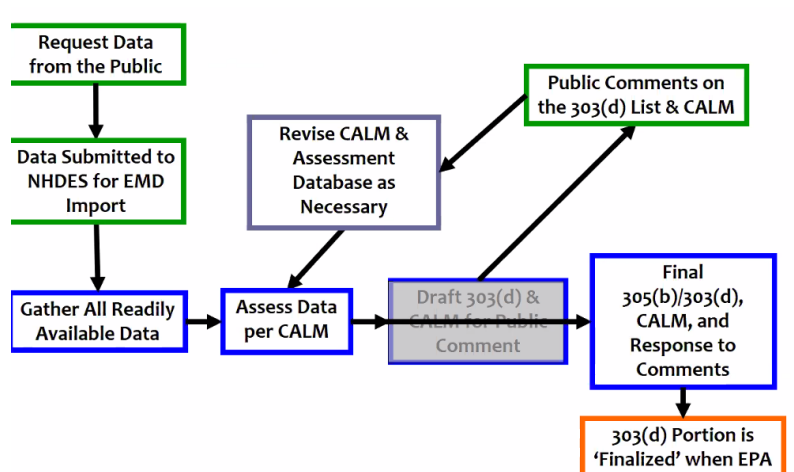 Request Data
from the Public
Data Submitted to
NHDES for EMD
Import
Gather All Readily
Available Data
Revise CALM &
Assessment
Database as
Necessary
Assess Data
per CALM
Public Comments on
the 303(d) List & CALM
Draft 303(d) &
CALM for Public
Comment
Final
305(b)/303(d),
CALM, and
Response to
Comments
303(d) Portion is
‘Finalized’ when EPA